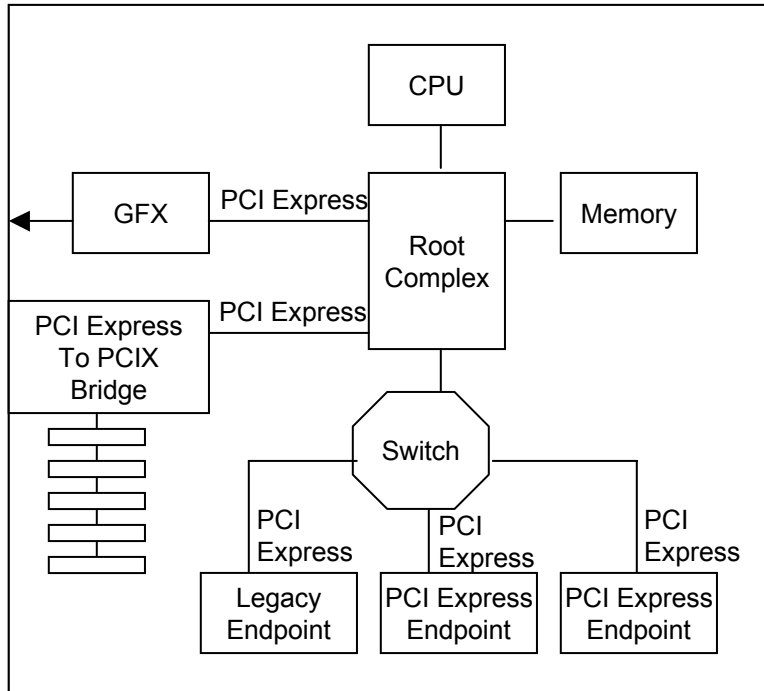 CPU
GFX
PCI Express
Root
Complex
Memory
PCI Express
To PCIX
Bridge
PCI Express
Switch
PCI
Express
PCI
Express
PCI
Express
Legacy
Endpoint
PCI Express
Endpoint
PCI Express
Endpoint